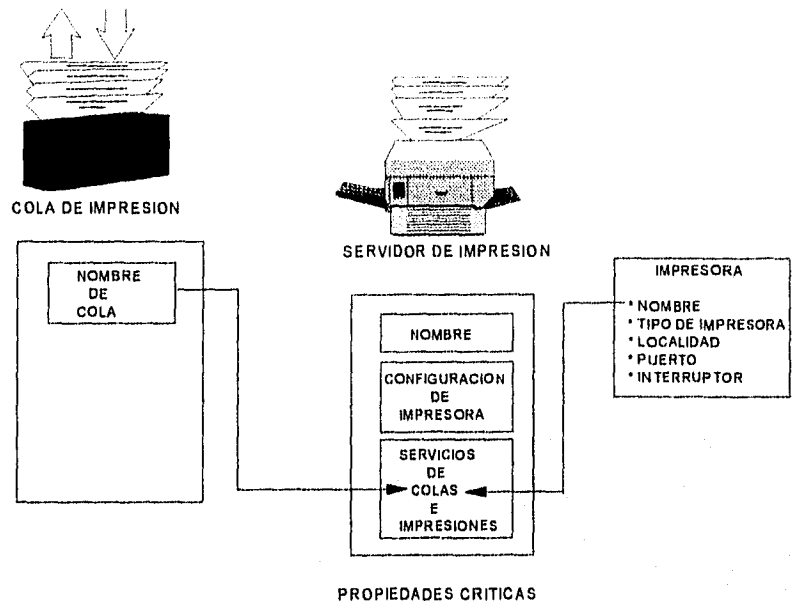 COLA DE IMPRESION
SERVIDOR DE IMPRESION
NOMBRE
DE
COLA
NOMBRE
CONFIGURACION
DE
IMPRESORA
SERVICIOS
DE
COLAS
E
IMPRESIONES
IMPRESORA
* NOMBRE
* TIPO DE IMPRESORA
* LOCALIDAD
* PUERTO
* INTERRUPTOR
PROPIEDADES CRITICAS